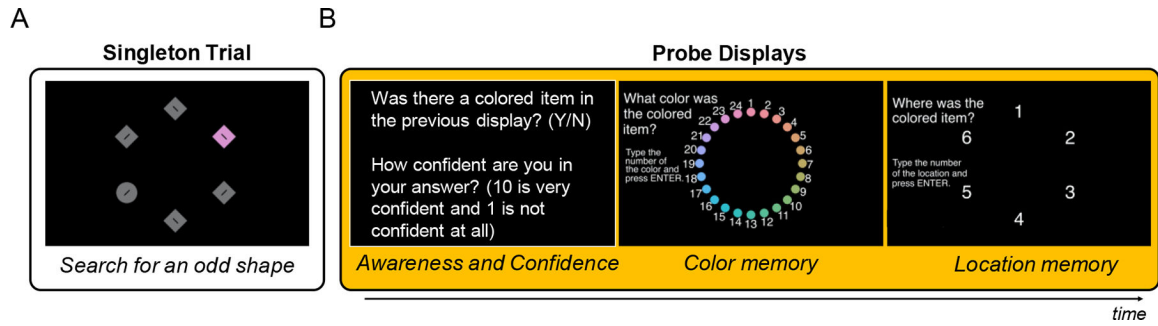 A
B
Singleton Trial
Probe Displays
Search for an odd shape
Was there a colored item in
the previous display? (Y/N)
How confident are you in
your answer? (10 is very
confident and 1 is not
confident at all)
Awareness and Confidence
What color was
the colored
item?
Type the
number of
the color and
press ENTER.
1
2
3
4
5
6
7
8
9
10
11
12
13
14
15
16
17
18
19
20
21
22
23
24
Color memory
Where was the
colored item?
Type the number
of the location and
press ENTER.
1
2
3
4
5
6
Location memory
time